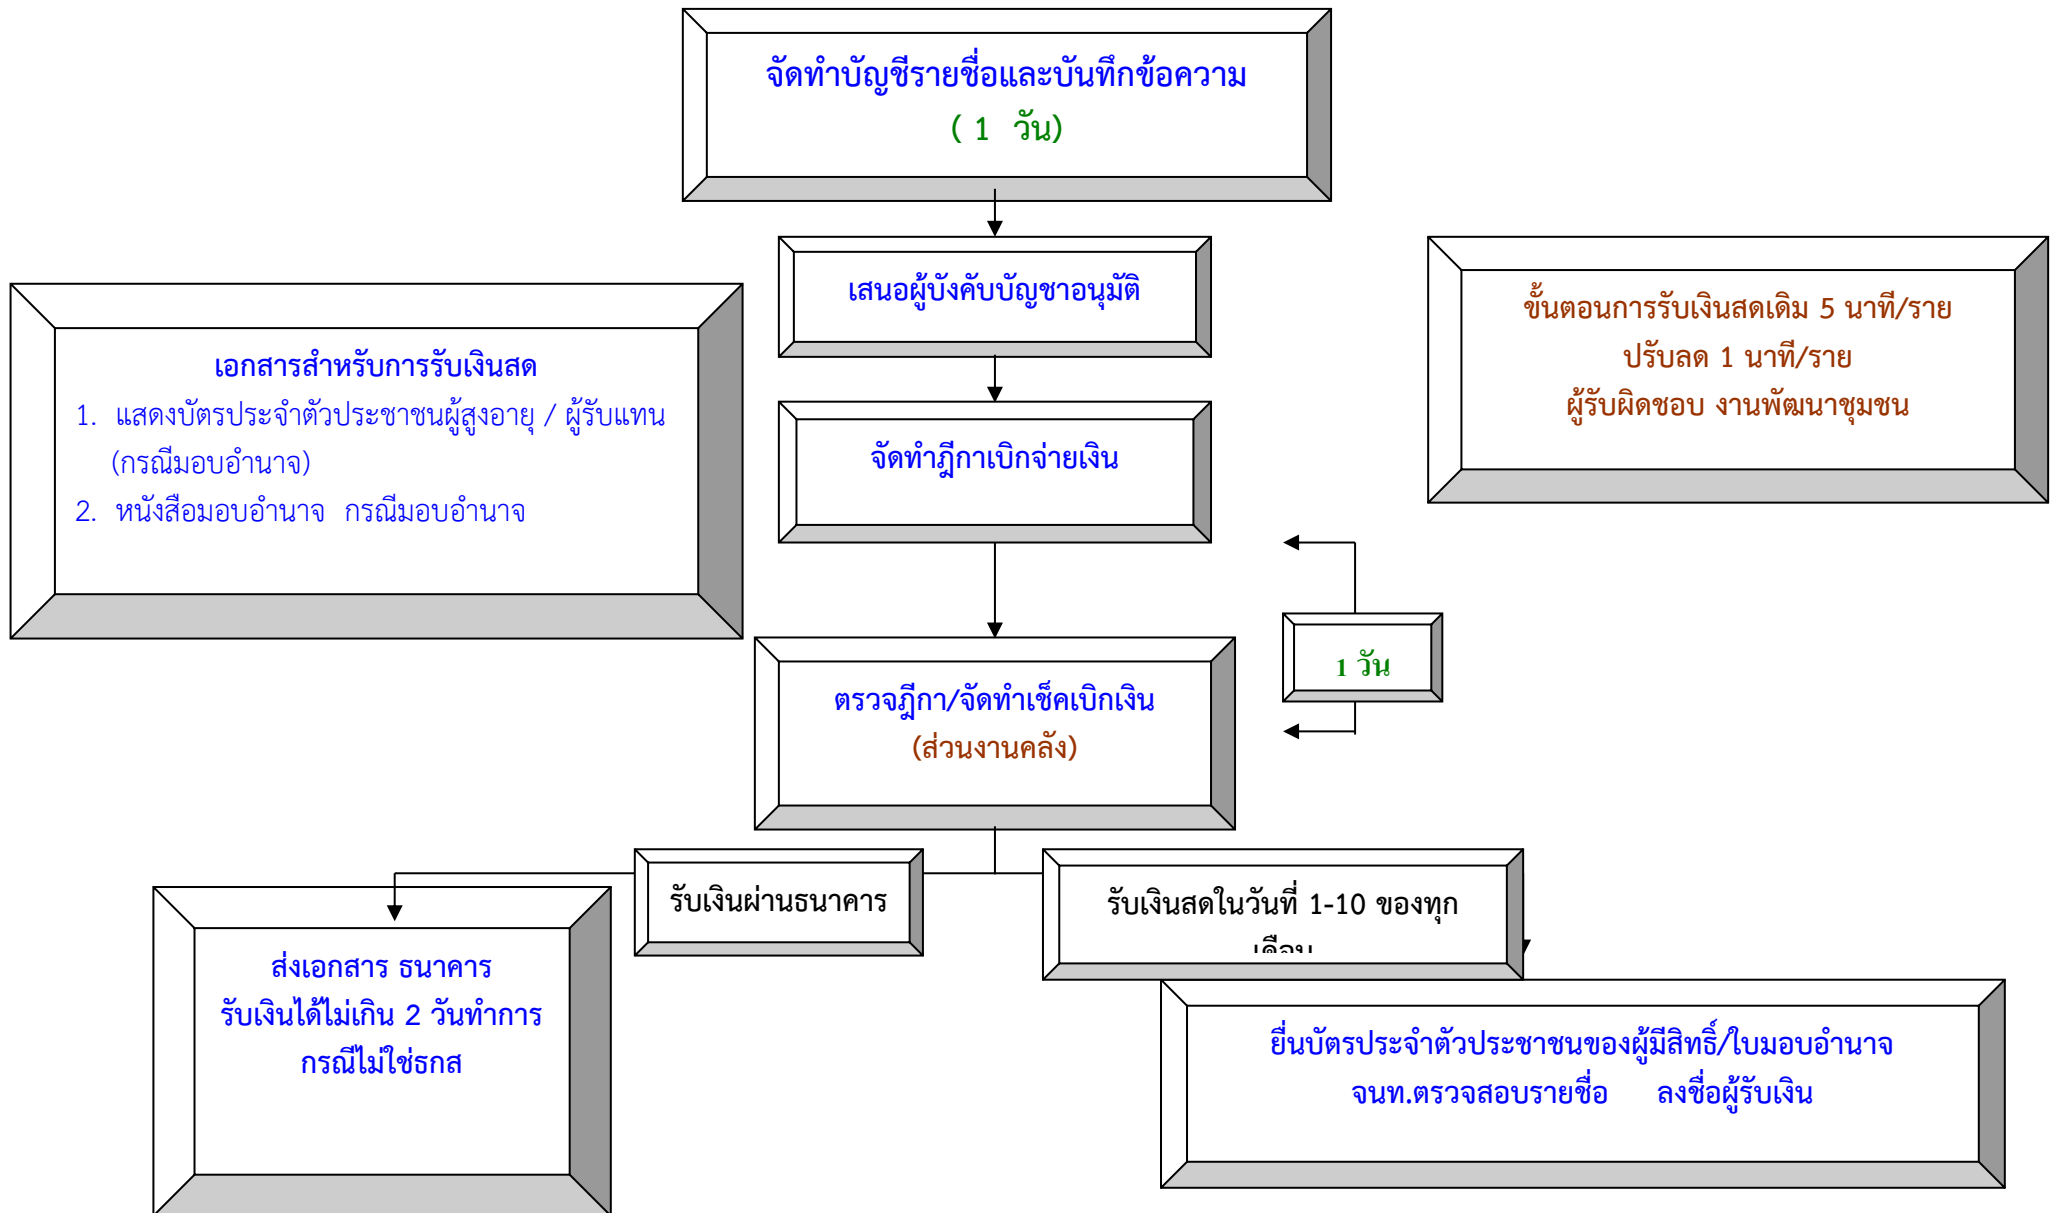 จัดทำบัญชีรายชื่อและบันทึกข้อความ
( 1 วัน)
เสนอผู้บังคับบัญชาอนุมัติ
ขั้นตอนการรับเงินสดเดิม 5 นาที/ราย
ปรับลด 1 นาที/ราย
ผู้รับผิดชอบ งานพัฒนาชุมชน
เอกสารสำหรับการรับเงินสด
1. แสดงบัตรประจำตัวประชาชนผู้สูงอายุ / ผู้รับแทน
(กรณีมอบอำนาจ)
2. หนังสือมอบอำนาจ กรณีมอบอำนาจ
จัดทำฎีกาเบิกจ่ายเงิน
1 วัน
ตรวจฎีกา/จัดทำเช็คเบิกเงิน
(ส่วนงานคลัง)
รับเงินผ่านธนาคาร
รับเงินสดในวันที่ 1-10 ของทุก
เดือน
ส่งเอกสาร ธนาคาร
รับเงินได้ไม่เกิน 2 วันทำการ
กรณีไม่ใช่ธกส
ยื่นบัตรประจำตัวประชาชนของผู้มีสิทธิ์/ใบมอบอำนาจ
จนท.ตรวจสอบรายชื่อ ลงชื่อผู้รับเงิน